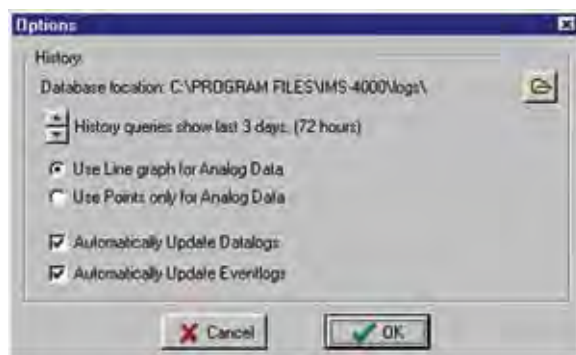 Options
History:
Database location: C:\PROGRAM FILES\IMS-4000\logs\
History queries show last 3 days. (72 hours)
Use Line graph for Analog Data
Use Points only for Analog Data
Automatically Update Datalogs
Automatically Update Eventlogs
Cancel
OK